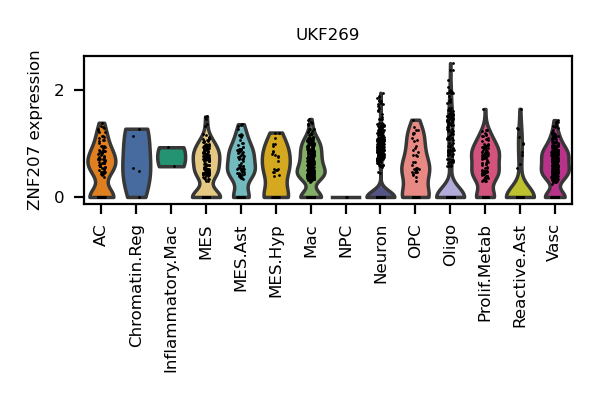 UKF269
ZNF207 expression
2
0
AC
Chromatin.Reg
Inflammatory.Mac
MES
MES.Ast
MES.Hyp
Mac
NPC
Neuron
OPC
Oligo
Prolif.Metab
Reactive.Ast
Vasc